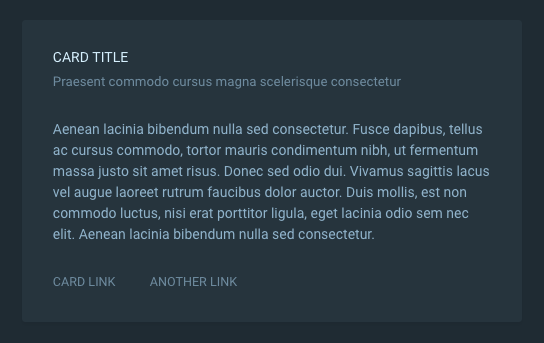 CARD TITLE
Praesent commodo cursus magna scelerisque consectetur
Aenean lacinia bibendum nulla sed consectetur. Fusce dapibus, tellus
ac cursus commodo, tortor mauris condimentum nibh, ut fermentum
massa justo sit amet risus. Donec sed odio dui. Vivamus sagittis lacus
vel augue laoreet rutrum faucibus dolor auctor. Duis mollis, est non
commodo luctus, nisi erat porttitor ligula, eget lacinia odio sem nec
elit. Aenean lacinia bibendum nulla sed consectetur.
CARD LINK ANOTHER LINK